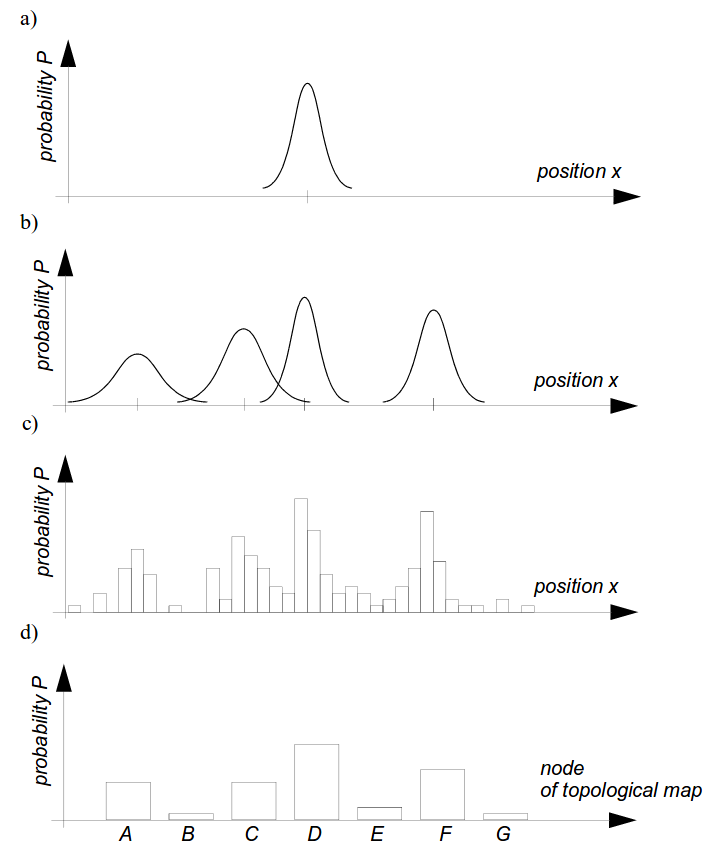 a)
probability P
position x
b)
probability P
position x
c)
probability P
position x
d)
probability P
node
of topological map
A B C D E F G